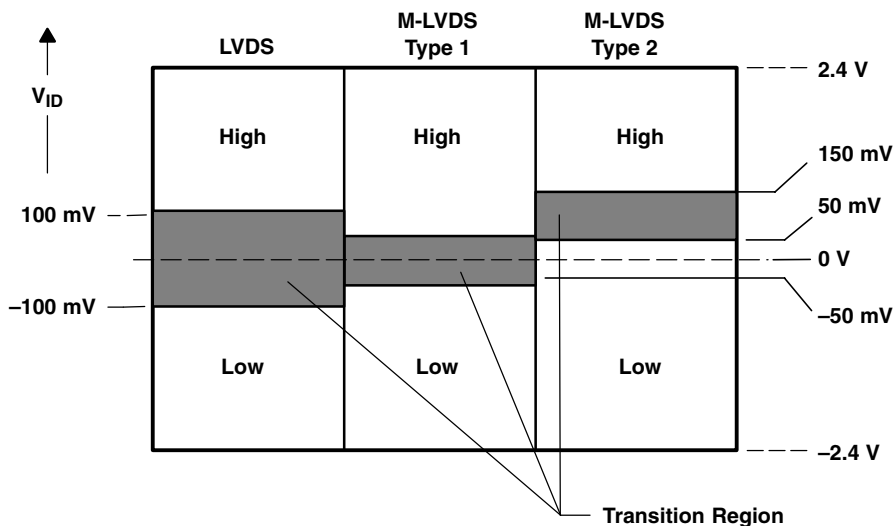 LVDS
M-LVDS
Type 1
M-LVDS
Type 2
VID
2.4 V
High
High
High
150 mV
100 mV
50 mV
0 V
–100 mV
–50 mV
Low
Low
Low
–2.4 V
Transition Region